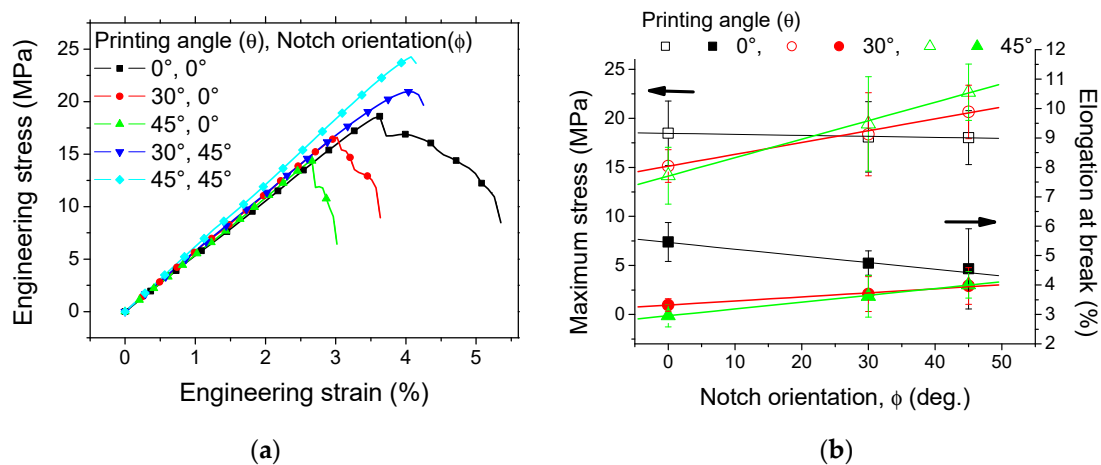 Printing angle (θ), Notch orientation(ϕ)
0°, 0°
30°, 0°
45°, 0°
30°, 45°
45°, 45°
25
20
15
10
5
0
Engineering stress (MPa)
0 1 2 3 4 5
Engineering strain (%)
(a)
Printing angle (θ)
0°, 30°, 45°
25
20
15
10
5
0
Maximum stress (MPa)
12
11
10
9
8
7
6
5
4
3
2
Elongation at break (%)
0 10 20 30 40 50
Notch orientation, ϕ (deg.)
(b)